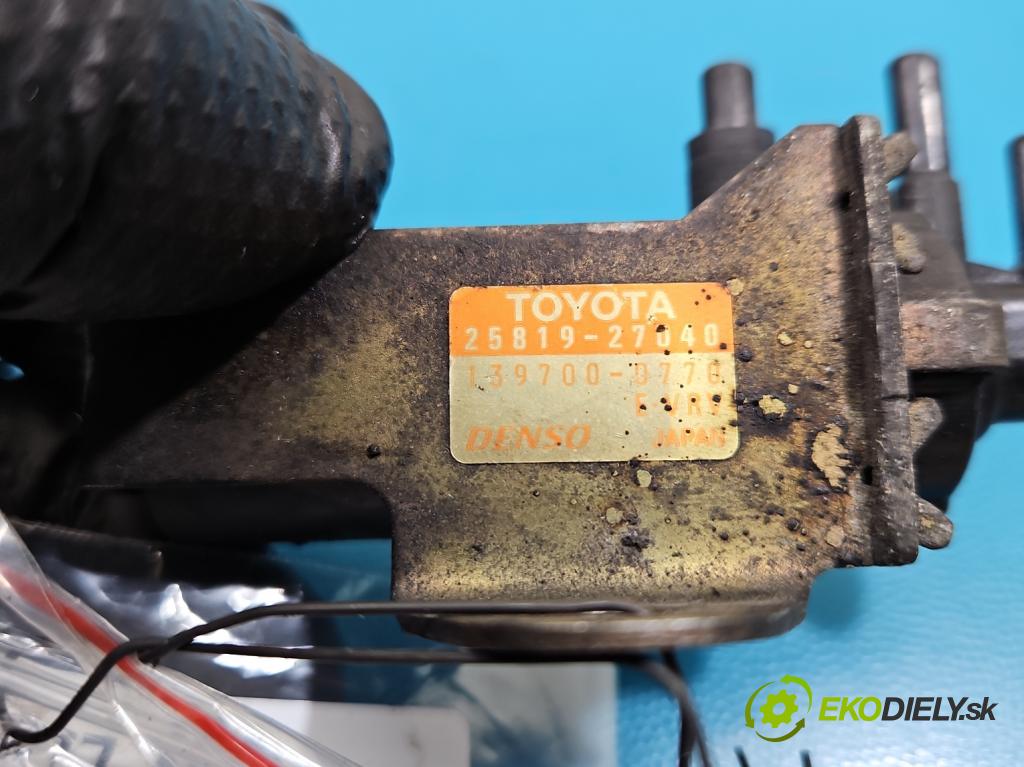 TOYOTA
25819-27040
139700-0770
E-VRV
DENSO JAPAN
EKODIELY.sk